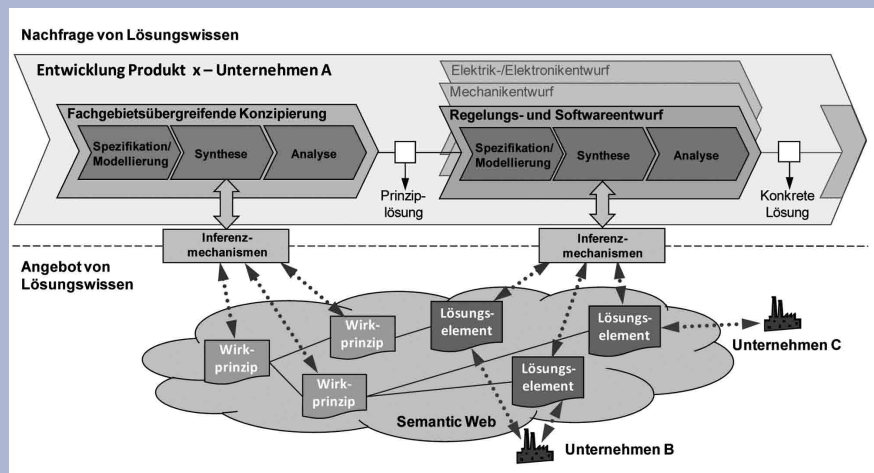 Nachfrage von Lösungswissen
Entwicklung Produkt x – Unternehmen A
Fachgebietsübergreifende Konzipierung
Spezifikation/
Modellierung
Synthese
Analyse
Prinzip-
lösung
Elektrik-/Elektronikentwurf
Mechanikentwurf
Regelungs- und Softwareentwurf
Spezifikation/
Modellierung
Synthese
Analyse
Konkrete
Lösung
Inferenz-
mechanismen
Inferenz-
mechanismen
Angebot von
Lösungswissen
Wirk-
prinzip
Wirk-
prinzip
Wirk-
prinzip
Lösungs-
element
Lösungs-
element
Lösungs-
element
Semantic Web
Unternehmen C
Unternehmen B